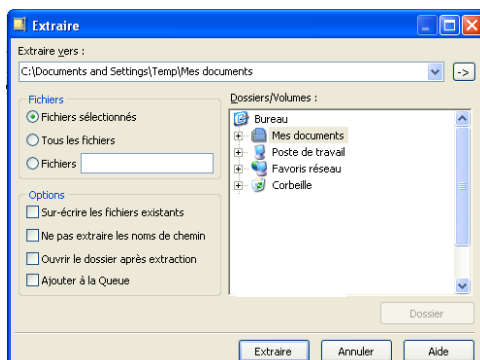 Extraire
Extraire vers :
C:\Documents and Settings\Temp\Mes documents
->
Fichiers
Fichiers sélectionnés
Tous les fichiers
Fichiers
Options
Sur-écrire les fichiers existants
Ne pas extraire les noms de chemin
Ouvrir le dossier après extraction
Ajouter à la Queue
Dossiers/Volumes :
Bureau
Mes documents
Poste de travail
Favoris réseau
Corbeille
Dossier
Extraire
Annuler
Aide